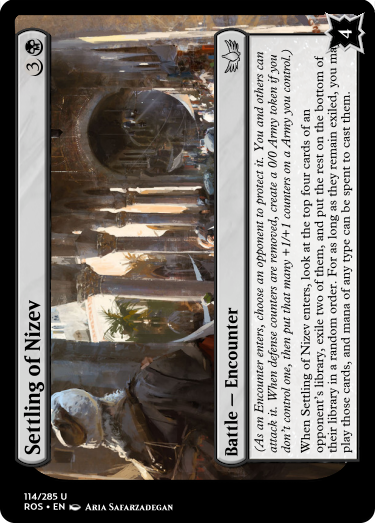 Settling of Nizev 3
Battle — Encounter
(As an Encounter enters, choose an opponent to protect it. You and others can
attack it. When defense counters are removed, create a 0/0 Army token if you
don't control one, then put that many +1/+1 counters on a Army you control.)
When Settling of Nizev enters, look at the top four cards of an
opponent's library, exile two of them, and put the rest on the bottom of
their library in a random order. For as long as they remain exiled, you ma
play those cards, and mana of any type can be spent to cast them.
4
114/285 U
ROS • EN Aria Safarzadegan